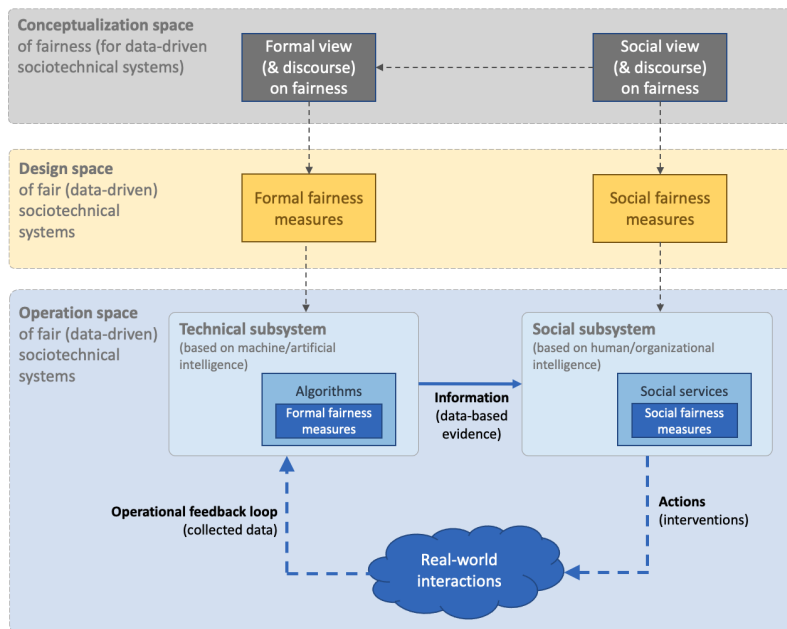 Conceptualization space
of fairness (for data-driven
sociotechnical systems)
Formal view
(& discourse)
on fairness
Social view
(& discourse)
on fairness
Design space
of fair (data-driven)
sociotechnical
systems
Formal fairness
measures
Social fairness
measures
Operation space
of fair (data-driven)
sociotechnical
systems
Technical subsystem
(based on machine/artificial
intelligence)
Algorithms
Formal fairness
measures
Information
(data-based
evidence)
Social subsystem
(based on human/organizational
intelligence)
Social services
Social fairness
measures
Operational feedback loop
(collected data)
Actions
(interventions)
Real-world
interactions